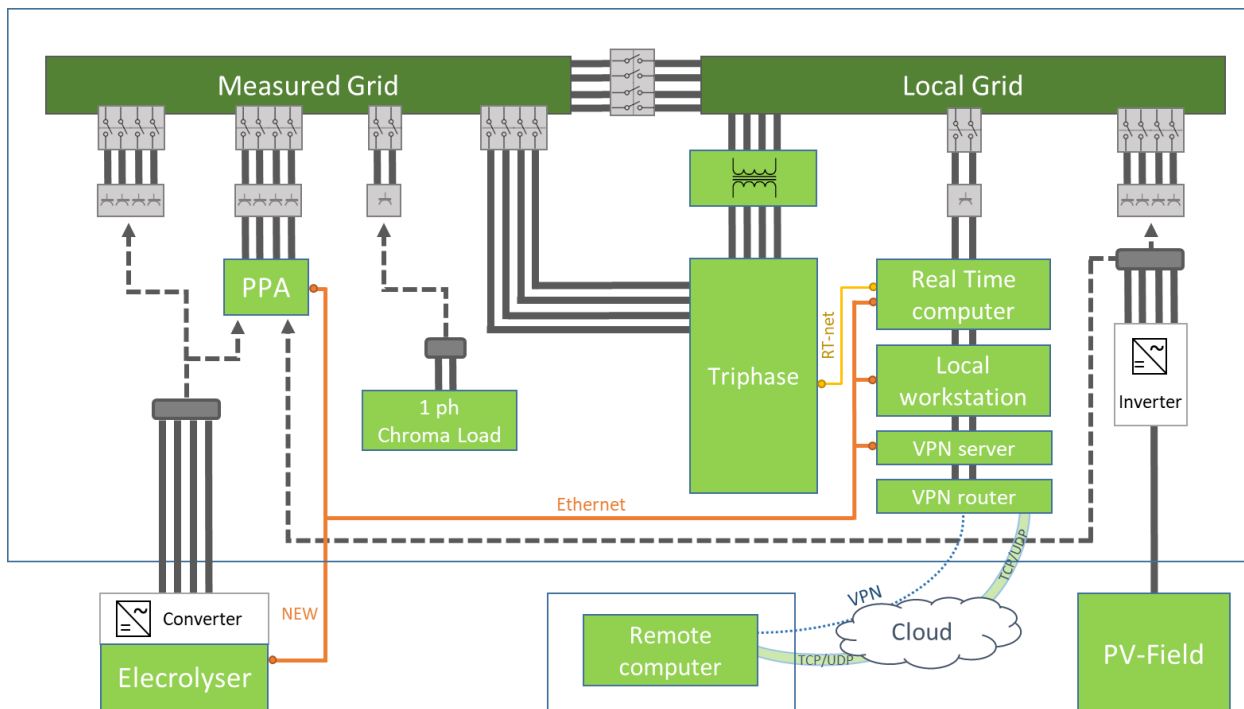 Measured Grid
Local Grid
PPA
Real Time
computer
RT-net
Triphase
Local
workstation
Inverter
1 ph
Chroma Load
VPN server
VPN router
Ethernet
TCP/UDP
VPN
NEW
Converter
Cloud
Remote
computer
TCP/UDP
Elecrolyser
PV-Field